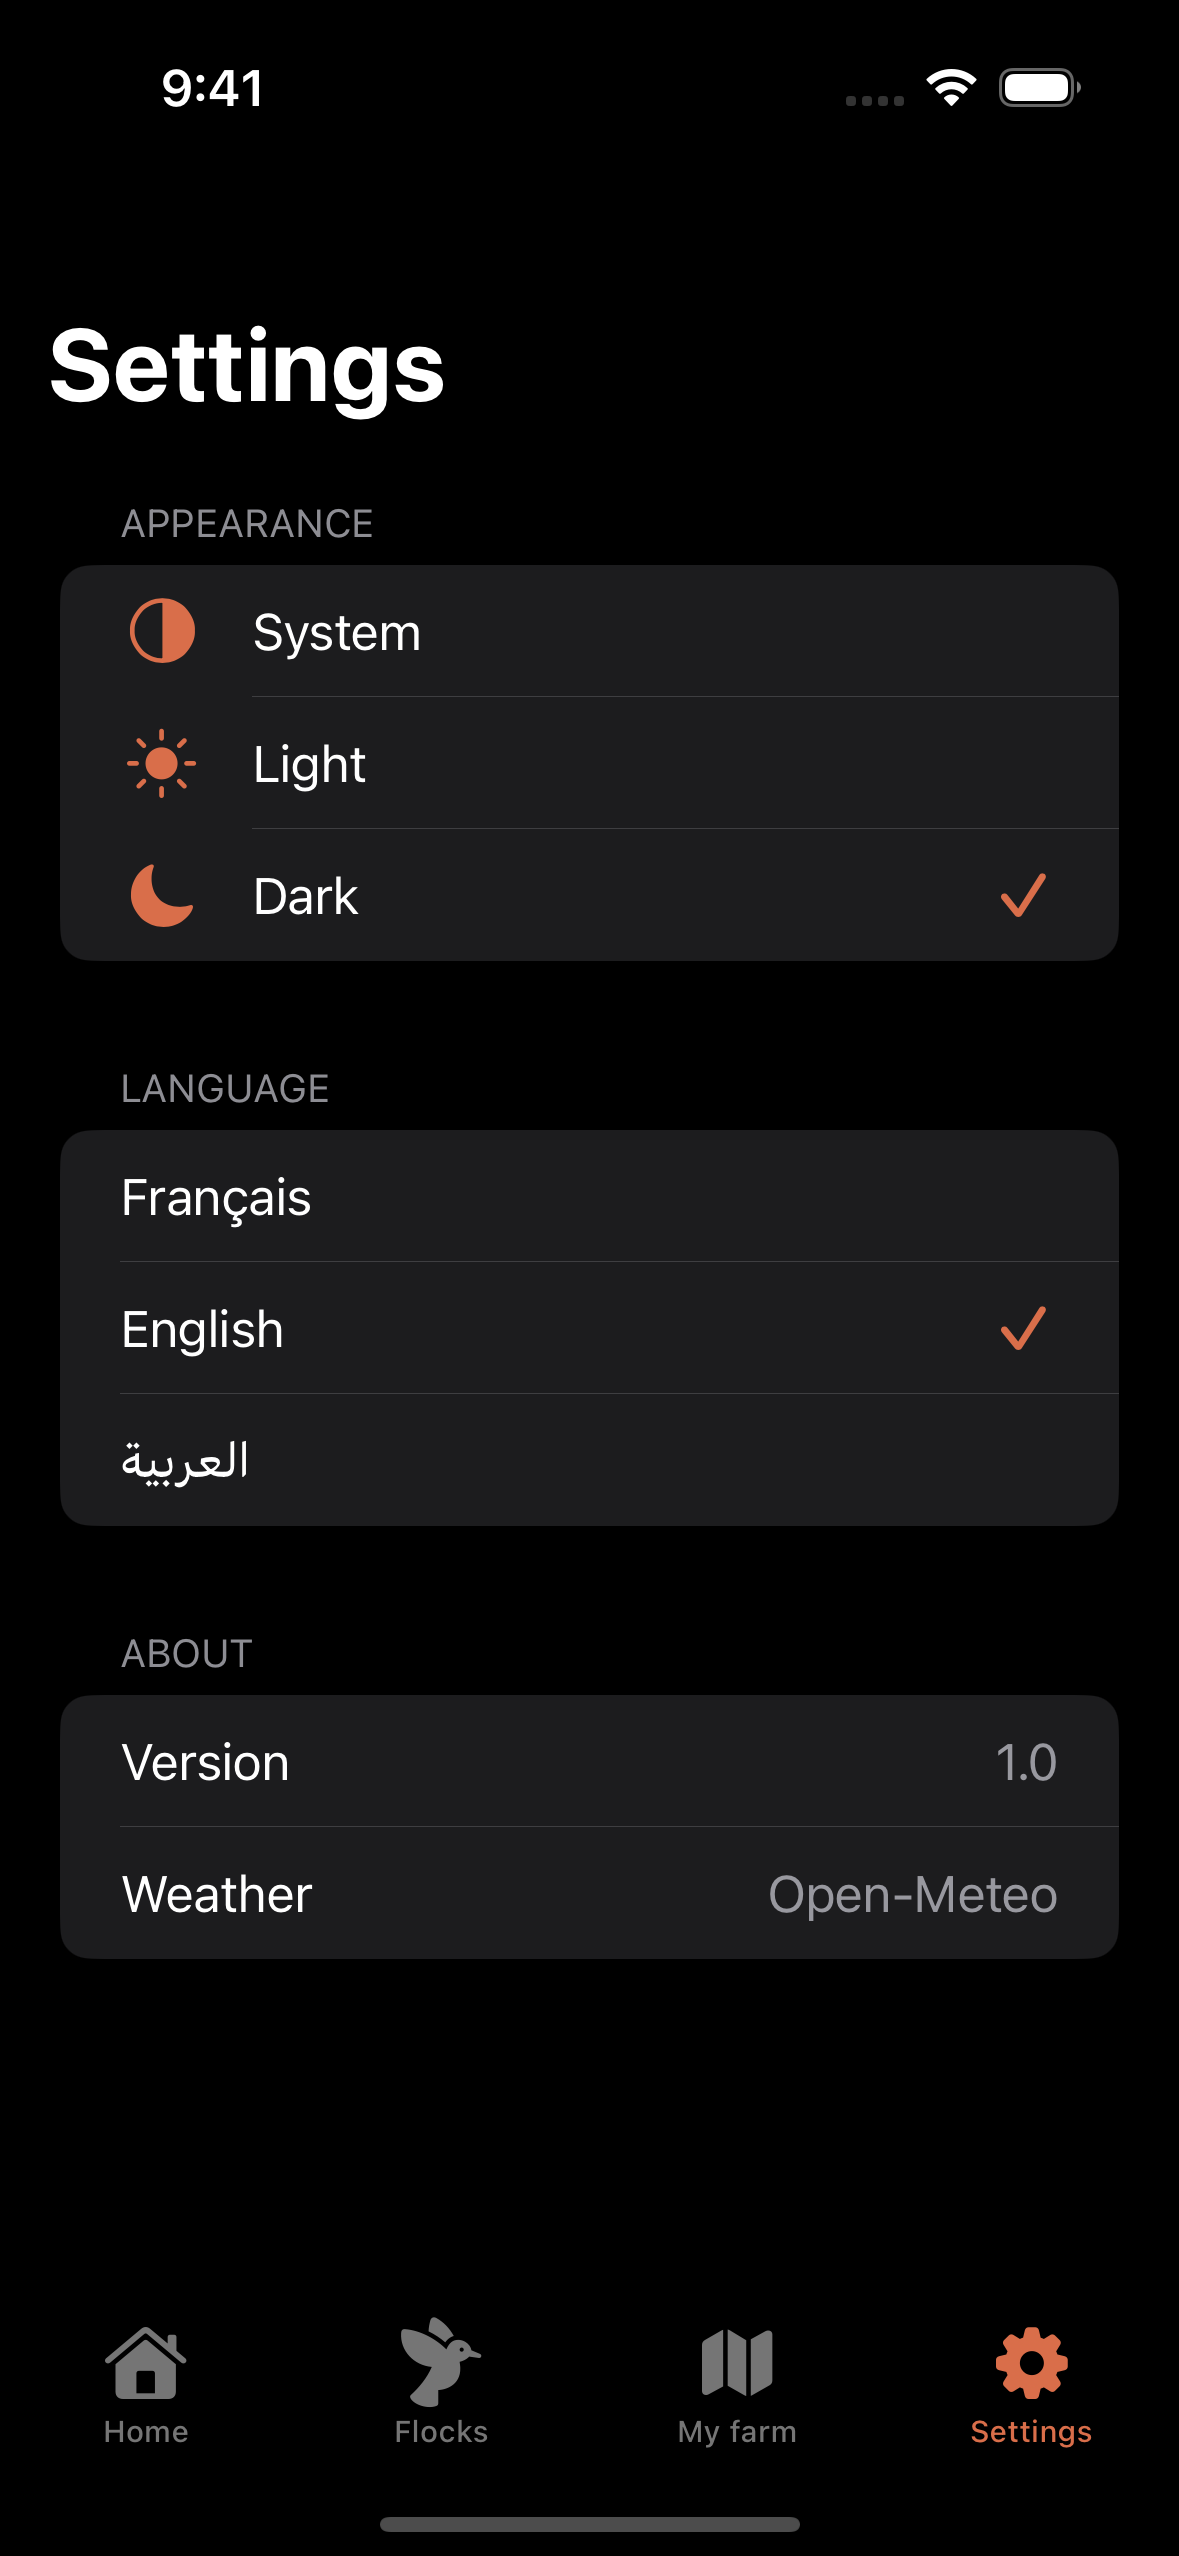 9:41
Settings
APPEARANCE
System
Light
Dark
LANGUAGE
Français
English
العربية
ABOUT
Version 1.0
Weather Open-Meteo
Home Flocks My farm Settings